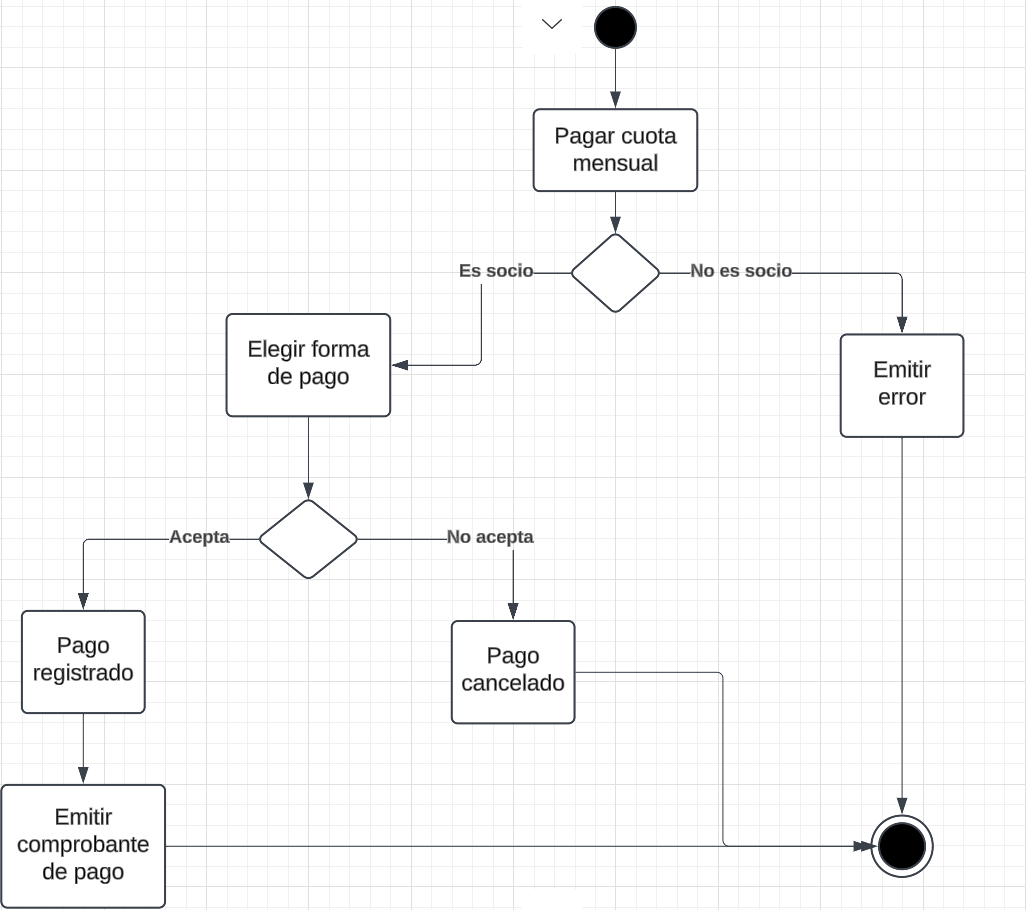 Pagar cuota
mensual
Es socio
No es socio
Elegir forma
de pago
Emitir
error
Acepta
No acepta
Pago
registrado
Pago
cancelado
Emitir
comprobante
de pago